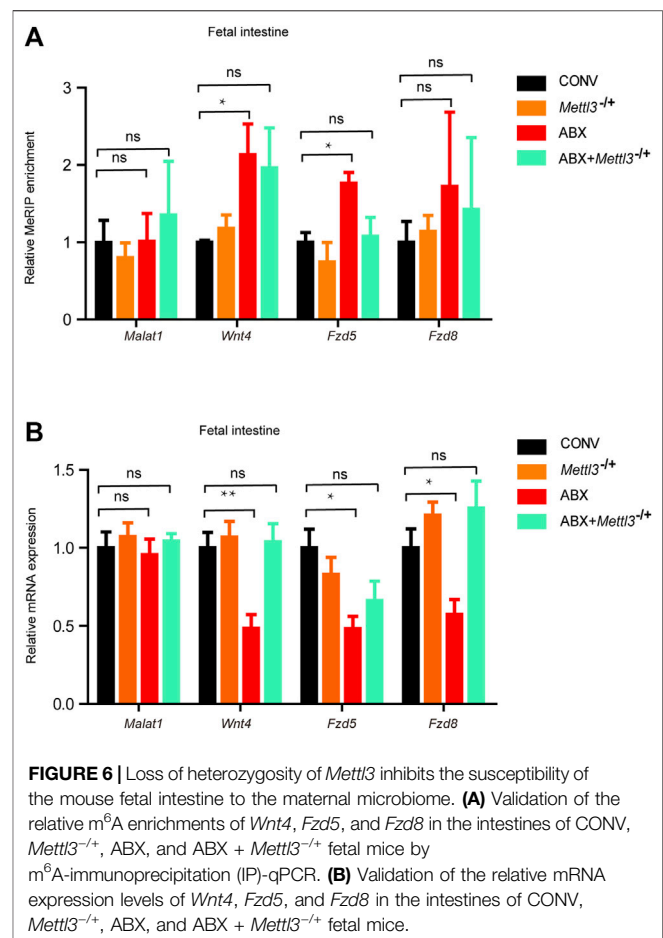 A
Fetal intestine
Relative MeRIP enrichment
3
2
1
0
ns
ns
ns
*
ns
*
ns
ns
Malat1
Wnt4
Fzd5
Fzd8
CONV
Mettl3-/+
ABX
ABX+Mettl3-/+
B
Fetal intestine
Relative mRNA expression
1.5
1.0
0.5
0.0
ns
ns
ns
**
ns
*
ns
*
Malat1
Wnt4
Fzd5
Fzd8
CONV
Mettl3-/+
ABX
ABX+Mettl3-/+
FIGURE 6 | Loss of heterozygosity of Mettl3 inhibits the susceptibility of
the mouse fetal intestine to the maternal microbiome. (A) Validation of the
relative m⁶A enrichments of Wnt4, Fzd5, and Fzd8 in the intestines of CONV,
Mettl3⁻/⁺, ABX, and ABX + Mettl3⁻/⁺ fetal mice by
m⁶A-immunoprecipitation (IP)-qPCR. (B) Validation of the relative mRNA
expression levels of Wnt4, Fzd5, and Fzd8 in the intestines of CONV,
Mettl3⁻/⁺, ABX, and ABX + Mettl3⁻/⁺ fetal mice.